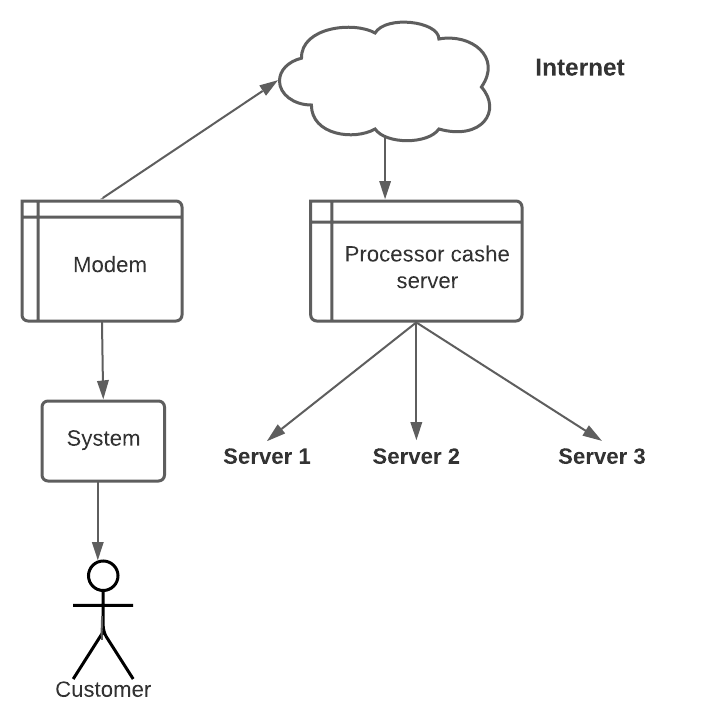 Internet
Modem
Processor cashe
server
System
Server 1
Server 2
Server 3
Customer